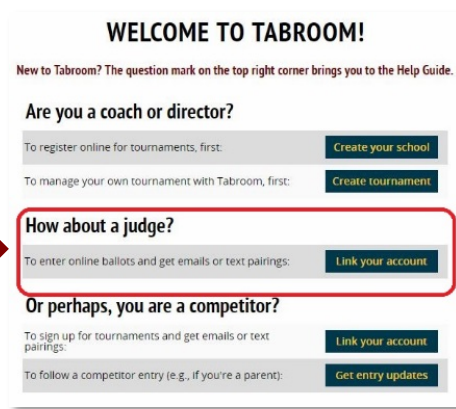 WELCOME TO TABROOM!
New to Tabroom? The question mark on the top right corner brings you to the Help Guide.
Are you a coach or director?
To register online for tournaments, first: Create your school
To manage your own tournament with Tabroom, first: Create tournament
How about a judge?
To enter online ballots and get emails or text pairings: Link your account
Or perhaps, you are a competitor?
To sign up for tournaments and get emails or text
pairings: Link your account
To follow a competitor entry (e.g., if you're a parent): Get entry updates